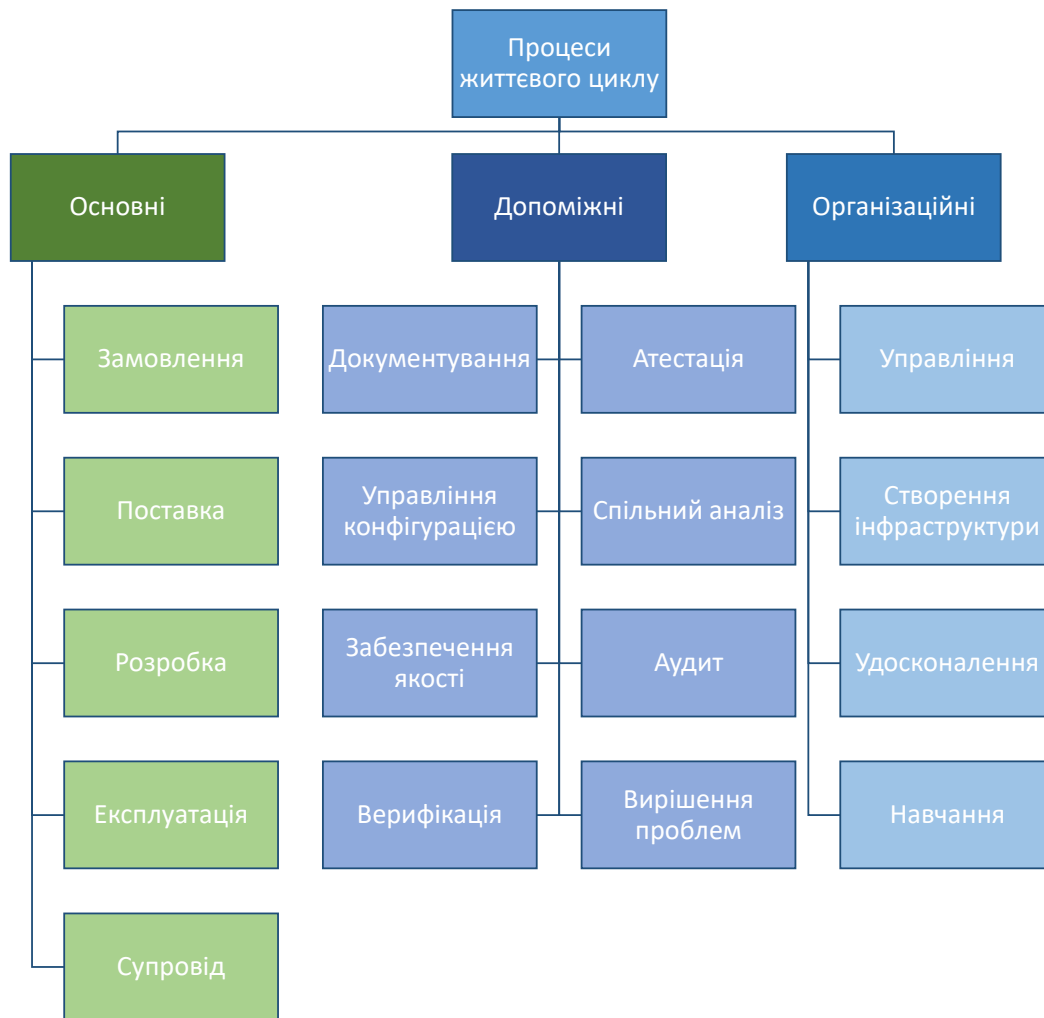 Процеси
життєвого циклу
Основні
Допоміжні
Організаційні
Замовлення
Документування
Атестація
Управління
Поставка
Управління
конфігурацією
Спільний аналіз
Створення
інфраструктури
Розробка
Забезпечення
якості
Аудит
Удосконалення
Експлуатація
Верифікація
Вирішення
проблем
Навчання
Супровід